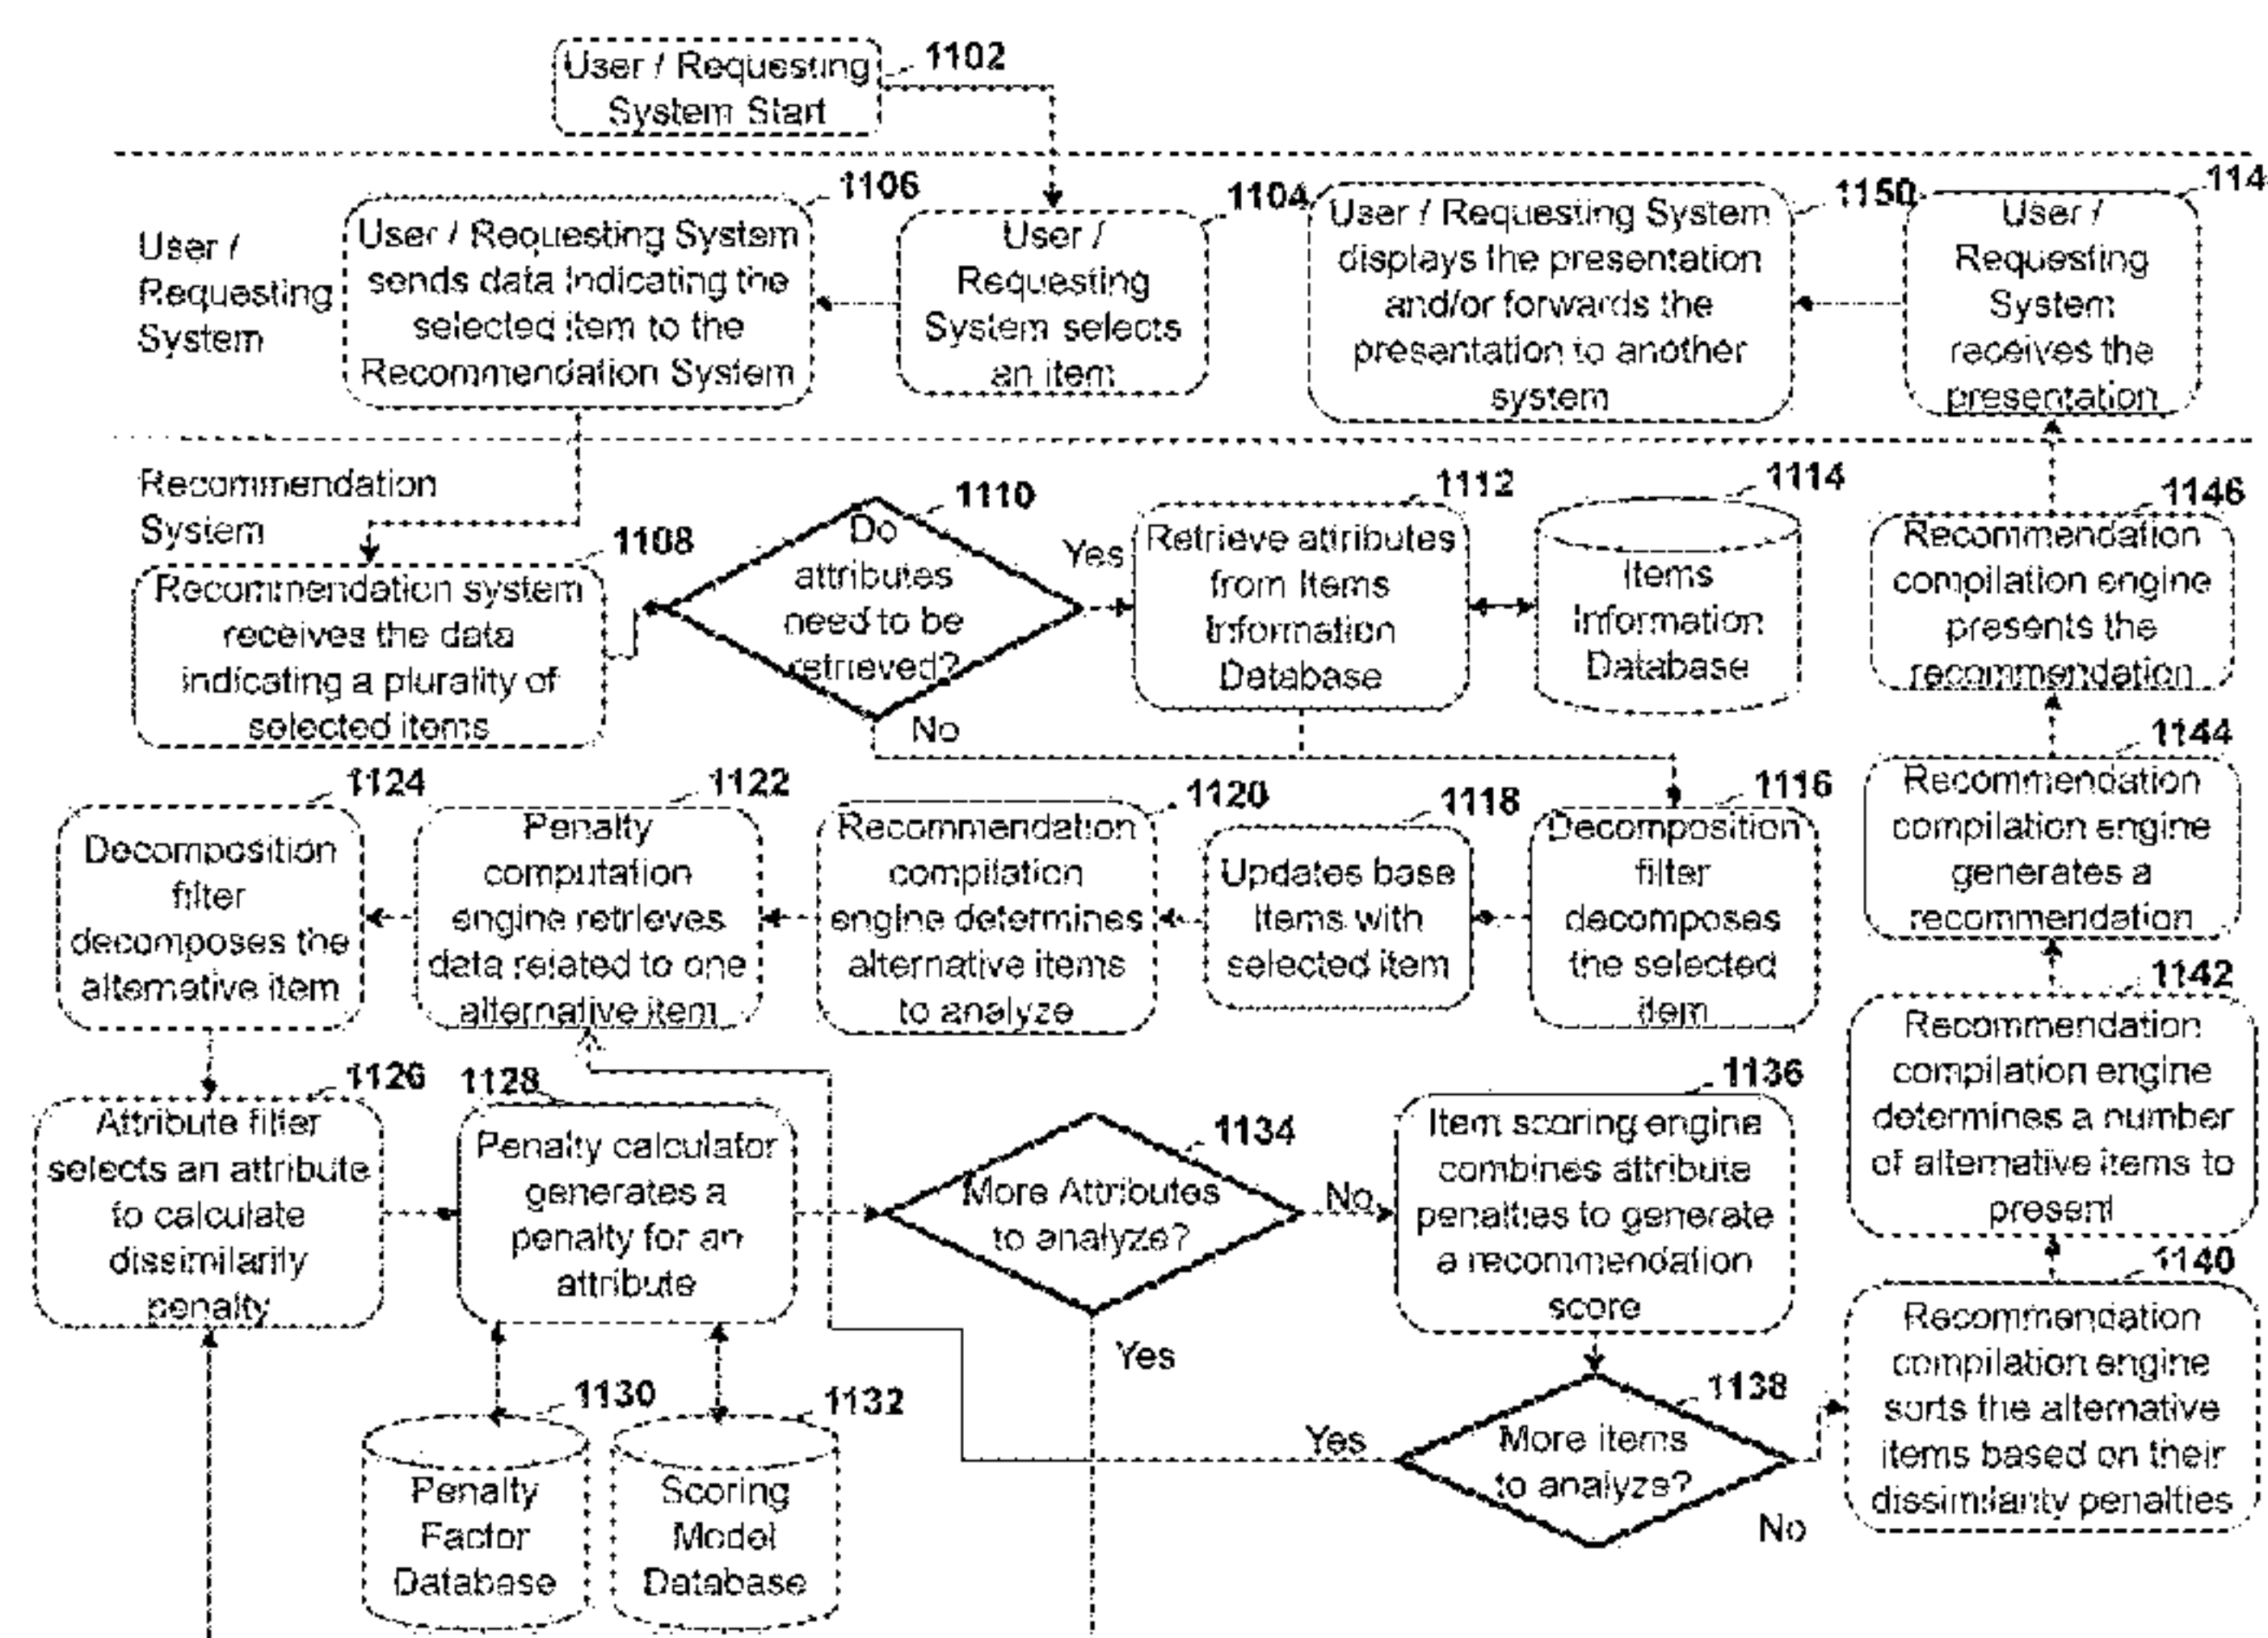 User / Requesting
System Start
1102
User /
Requesting
System
1106
User / Requesting System
sends data indicating the
selected item to the
Recommendation System
1104
User /
Requesting
System selects
an item
1150
User / Requesting System
displays the presentation
and/or forwards the
presentation to another
system
114
User /
Requesting
System
receives the
presentation
Recommendation
System
1108
Recommendation system
receives the data
indicating a plurality of
selected items
1110
Do
attributes
need to be
retrieved?
Yes
No
1112
Retrieve attributes
from Items
Information
Database
1114
Items
Information
Database
1116
Decomposition
filter
decomposes
the selected
item
1118
Updates base
items with
selected item
1120
Recommendation
compilation
engine determines
alternative items
to analyze
1122
Penalty
computation
engine retrieves
data related to one
alternative item
1124
Decomposition
filter
decomposes the
alternative item
1126
Attribute filter
selects an attribute
to calculate
dissimilarity
penalty
1128
Penalty calculator
generates a
penalty for an
attribute
1130
Penalty
Factor
Database
1132
Scoring
Model
Database
1134
More Attributes
to analyze?
No
Yes
1136
Item scoring engine
combines attribute
penalties to generate
a recommendation
score
1138
More items
to analyze?
Yes
No
1140
Recommendation
compilation engine
sorts the alternative
items based on their
dissimilarity penalties
1142
Recommendation
compilation engine
determines a number
of alternative items to
present
1144
Recommendation
compilation engine
generates a
recommendation
1146
Recommendation
compilation engine
presents the
recommendation